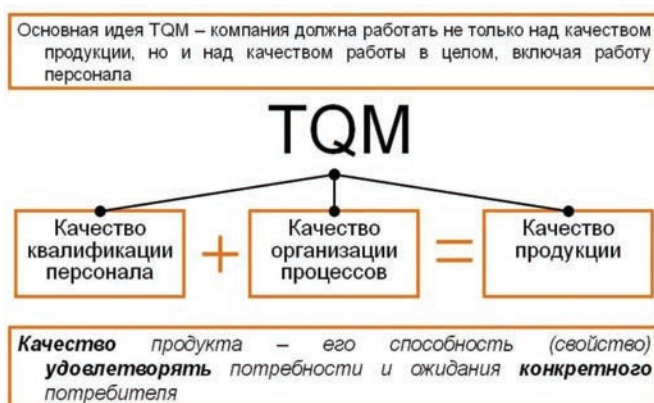 Основная идея TQM – компания должна работать не только над качеством
продукции, но и над качеством работы в целом, включая работу
персонала
TQM
Качество
квалификации
персонала
+
Качество
организации
процессов
=
Качество
продукции
Качество продукта – его способность (свойство)
удовлетворять потребности и ожидания конкретного
потребителя